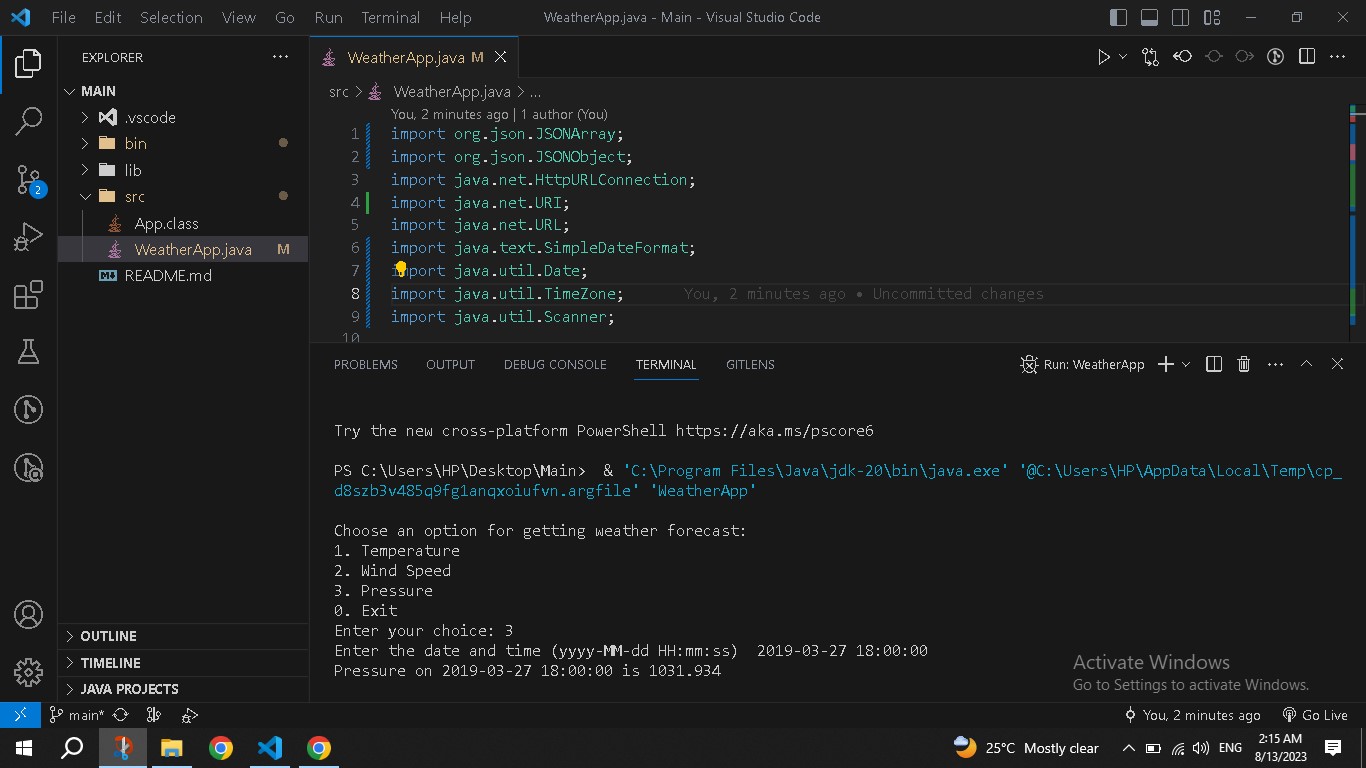 File Edit Selection View Go Run Terminal Help WeatherApp.java - Main - Visual Studio Code
EXPLORER
MAIN
.vscode
bin
lib
src
App.class
WeatherApp.java M
README.md
OUTLINE
TIMELINE
JAVA PROJECTS
2
WeatherApp.java M
src > WeatherApp.java > ...
You, 2 minutes ago | 1 author (You)
1 import org.json.JSONArray;
2 import org.json.JSONObject;
3 import java.net.HttpURLConnection;
4 import java.net.URI;
5 import java.net.URL;
6 import java.text.SimpleDateFormat;
7 import java.util.Date;
8 import java.util.TimeZone; You, 2 minutes ago • Uncommitted changes
9 import java.util.Scanner;
10
PROBLEMS OUTPUT DEBUG CONSOLE TERMINAL GITLENS Run: WeatherApp
Try the new cross-platform PowerShell https://aka.ms/pscore6
PS C:\Users\HP\Desktop\Main> & 'C:\Program Files\Java\jdk-20\bin\java.exe' '@C:\Users\HP\AppData\Local\Temp\cp_
d8szb3v485q9fg1anqxoiufvn.argfile' 'WeatherApp'
Choose an option for getting weather forecast:
1. Temperature
2. Wind Speed
3. Pressure
0. Exit
Enter your choice: 3
Enter the date and time (yyyy-MM-dd HH:mm:ss)  2019-03-27 18:00:00
Pressure on 2019-03-27 18:00:00 is 1031.934
Activate Windows
Go to Settings to activate Windows.
main* You, 2 minutes ago Go Live
25°C Mostly clear ENG 2:15 AM
8/13/2023